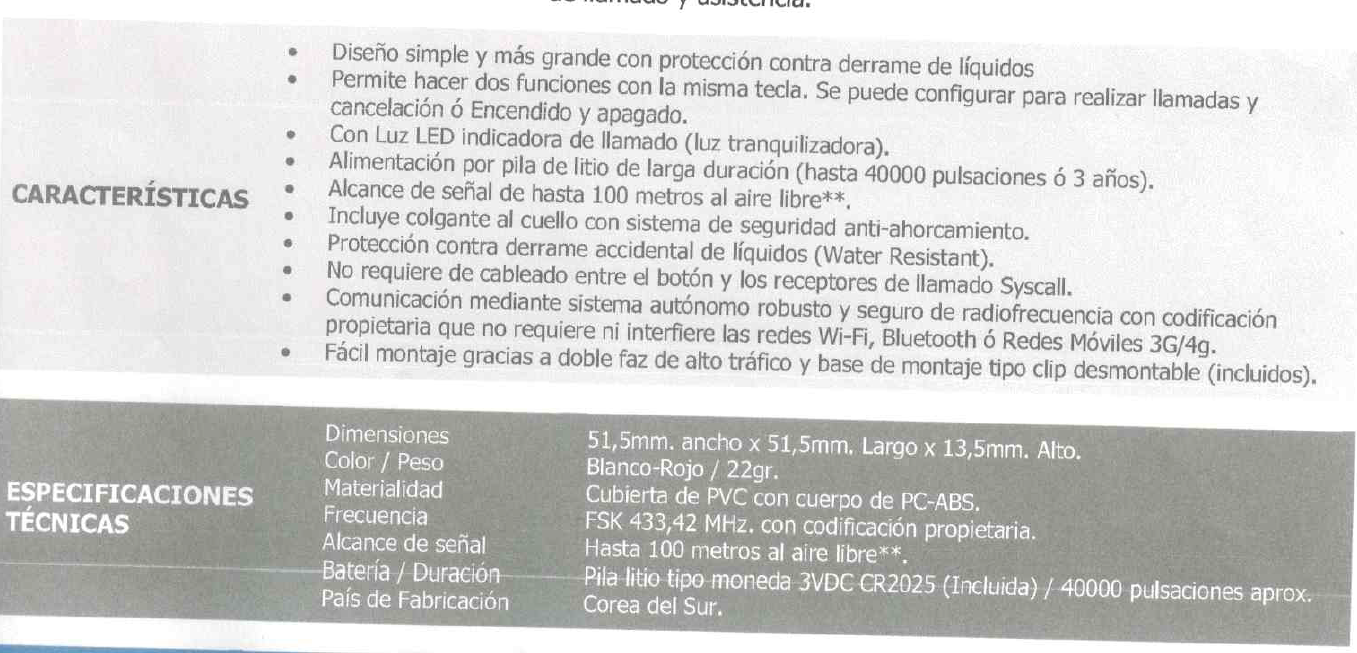 de llamado y asistencia.
• Diseño simple y más grande con protección contra derrame de líquidos
• Permite hacer dos funciones con la misma tecla. Se puede configurar para realizar llamadas y
cancelación ó Encendido y apagado.
• Con Luz LED indicadora de llamado (luz tranquilizadora).
• Alimentación por pila de litio de larga duración (hasta 40000 pulsaciones ó 3 años).
CARACTERÍSTICAS
• Alcance de señal de hasta 100 metros al aire libre**.
• Incluye colgante al cuello con sistema de seguridad anti-ahorcamiento.
• Protección contra derrame accidental de líquidos (Water Resistant).
• No requiere de cableado entre el botón y los receptores de llamado Syscall.
• Comunicación mediante sistema autónomo robusto y seguro de radiofrecuencia con codificación
propietaria que no requiere ni interfiere las redes Wi-Fi, Bluetooth ó Redes Móviles 3G/4g.
• Fácil montaje gracias a doble faz de alto tráfico y base de montaje tipo clip desmontable (incluidos).
ESPECIFICACIONES
TÉCNICAS
Dimensiones 51,5mm. ancho x 51,5mm. Largo x 13,5mm. Alto.
Color / Peso Blanco-Rojo / 22gr.
Materialidad Cubierta de PVC con cuerpo de PC-ABS.
Frecuencia FSK 433,42 MHz. con codificación propietaria.
Alcance de señal Hasta 100 metros al aire libre**.
Batería / Duración Pila litio tipo moneda 3VDC CR2025 (Incluida) / 40000 pulsaciones aprox.
País de Fabricación Corea del Sur.